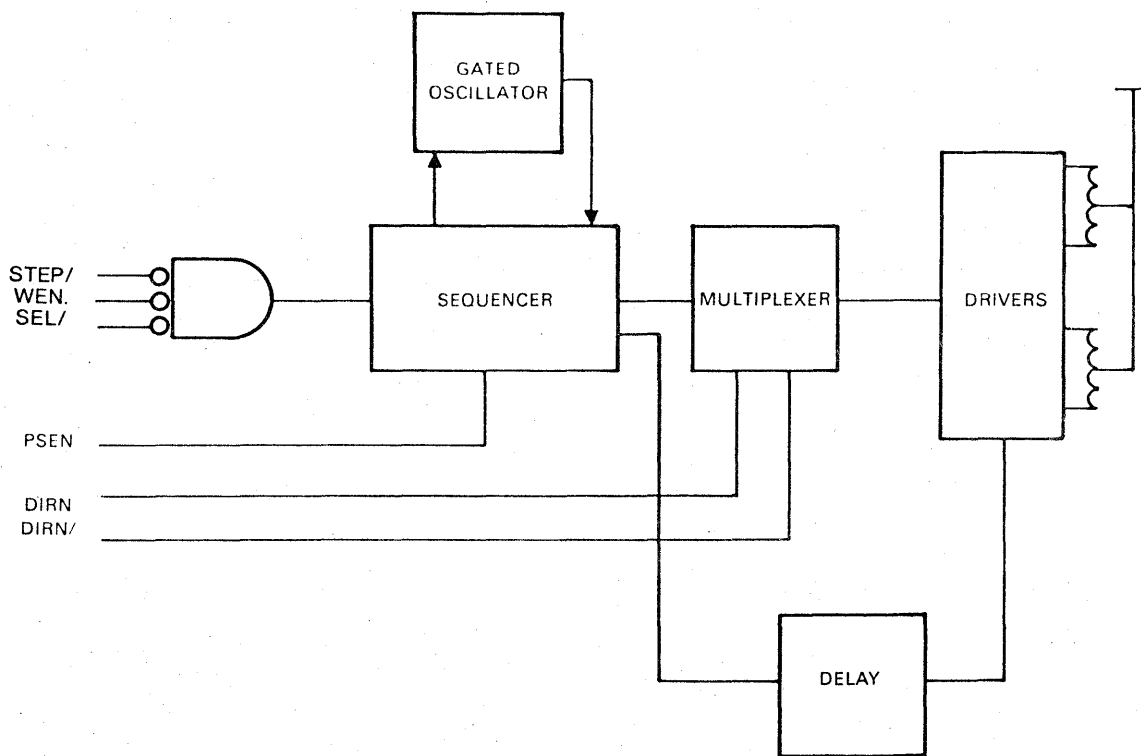 GATED
OSCILLATOR
STEP/
WEN.
SEL/
SEQUENCER
MULTIPLEXER
DRIVERS
PSEN
DIRN
DIRN/
DELAY